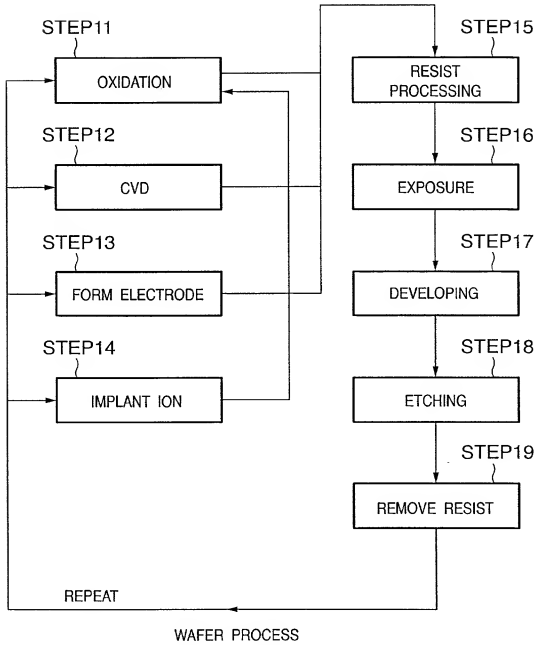 STEP11
OXIDATION
STEP12
CVD
STEP13
FORM ELECTRODE
STEP14
IMPLANT ION
STEP15
RESIST
PROCESSING
STEP16
EXPOSURE
STEP17
DEVELOPING
STEP18
ETCHING
STEP19
REMOVE RESIST
REPEAT
WAFER PROCESS